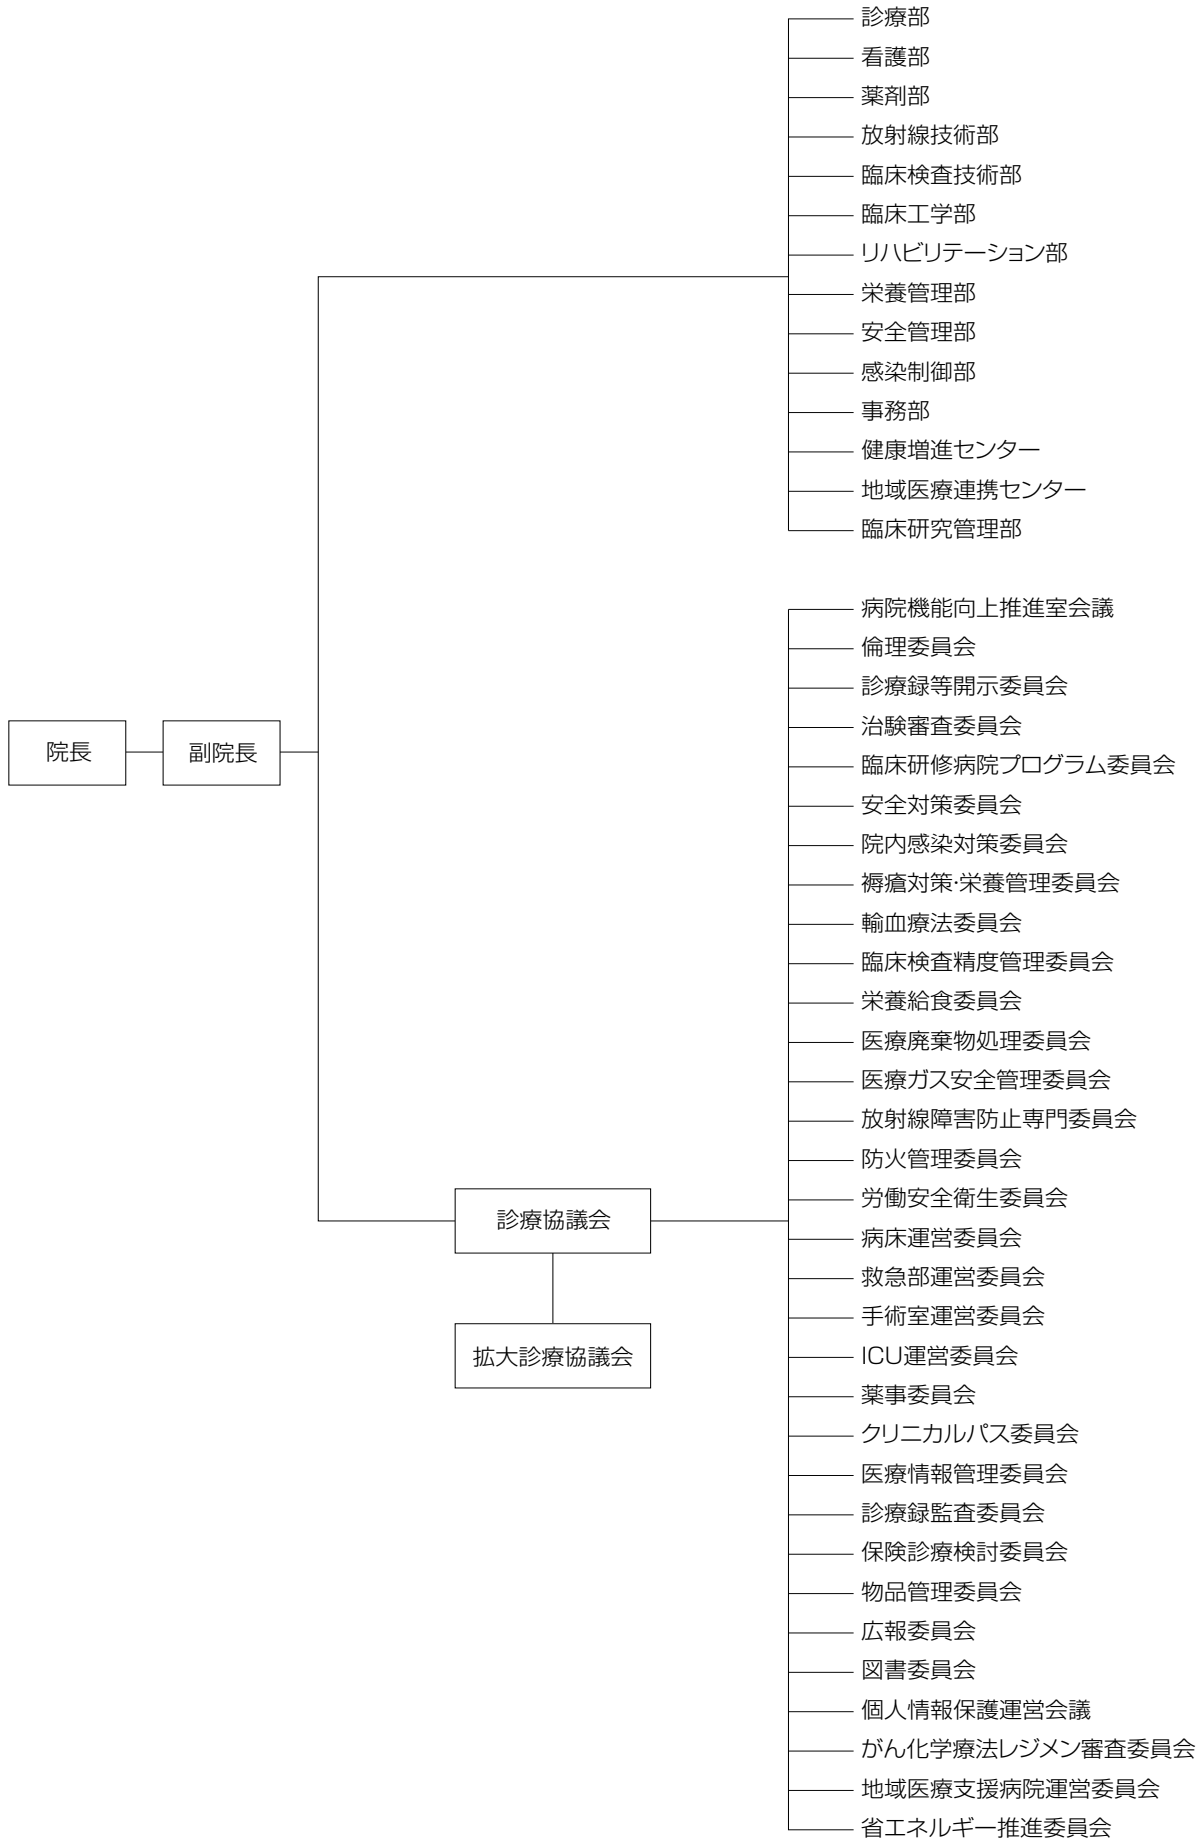 診療部
看護部
薬剤部
放射線技術部
臨床検査技術部
臨床工学部
リハビリテーション部
栄養管理部
安全管理部
感染制御部
事務部
健康増進センター
地域医療連携センター
臨床研究管理部
院長
副院長
診療協議会
拡大診療協議会
病院機能向上推進室会議
倫理委員会
診療録等開示委員会
治験審査委員会
臨床研修病院プログラム委員会
安全対策委員会
院内感染対策委員会
褥瘡対策・栄養管理委員会
輸血療法委員会
臨床検査精度管理委員会
栄養給食委員会
医療廃棄物処理委員会
医療ガス安全管理委員会
放射線障害防止専門委員会
防火管理委員会
労働安全衛生委員会
病床運営委員会
救急部運営委員会
手術室運営委員会
ICU運営委員会
薬事委員会
クリニカルパス委員会
医療情報管理委員会
診療録監査委員会
保険診療検討委員会
物品管理委員会
広報委員会
図書委員会
個人情報保護運営会議
がん化学療法レジメン審査委員会
地域医療支援病院運営委員会
省エネルギー推進委員会